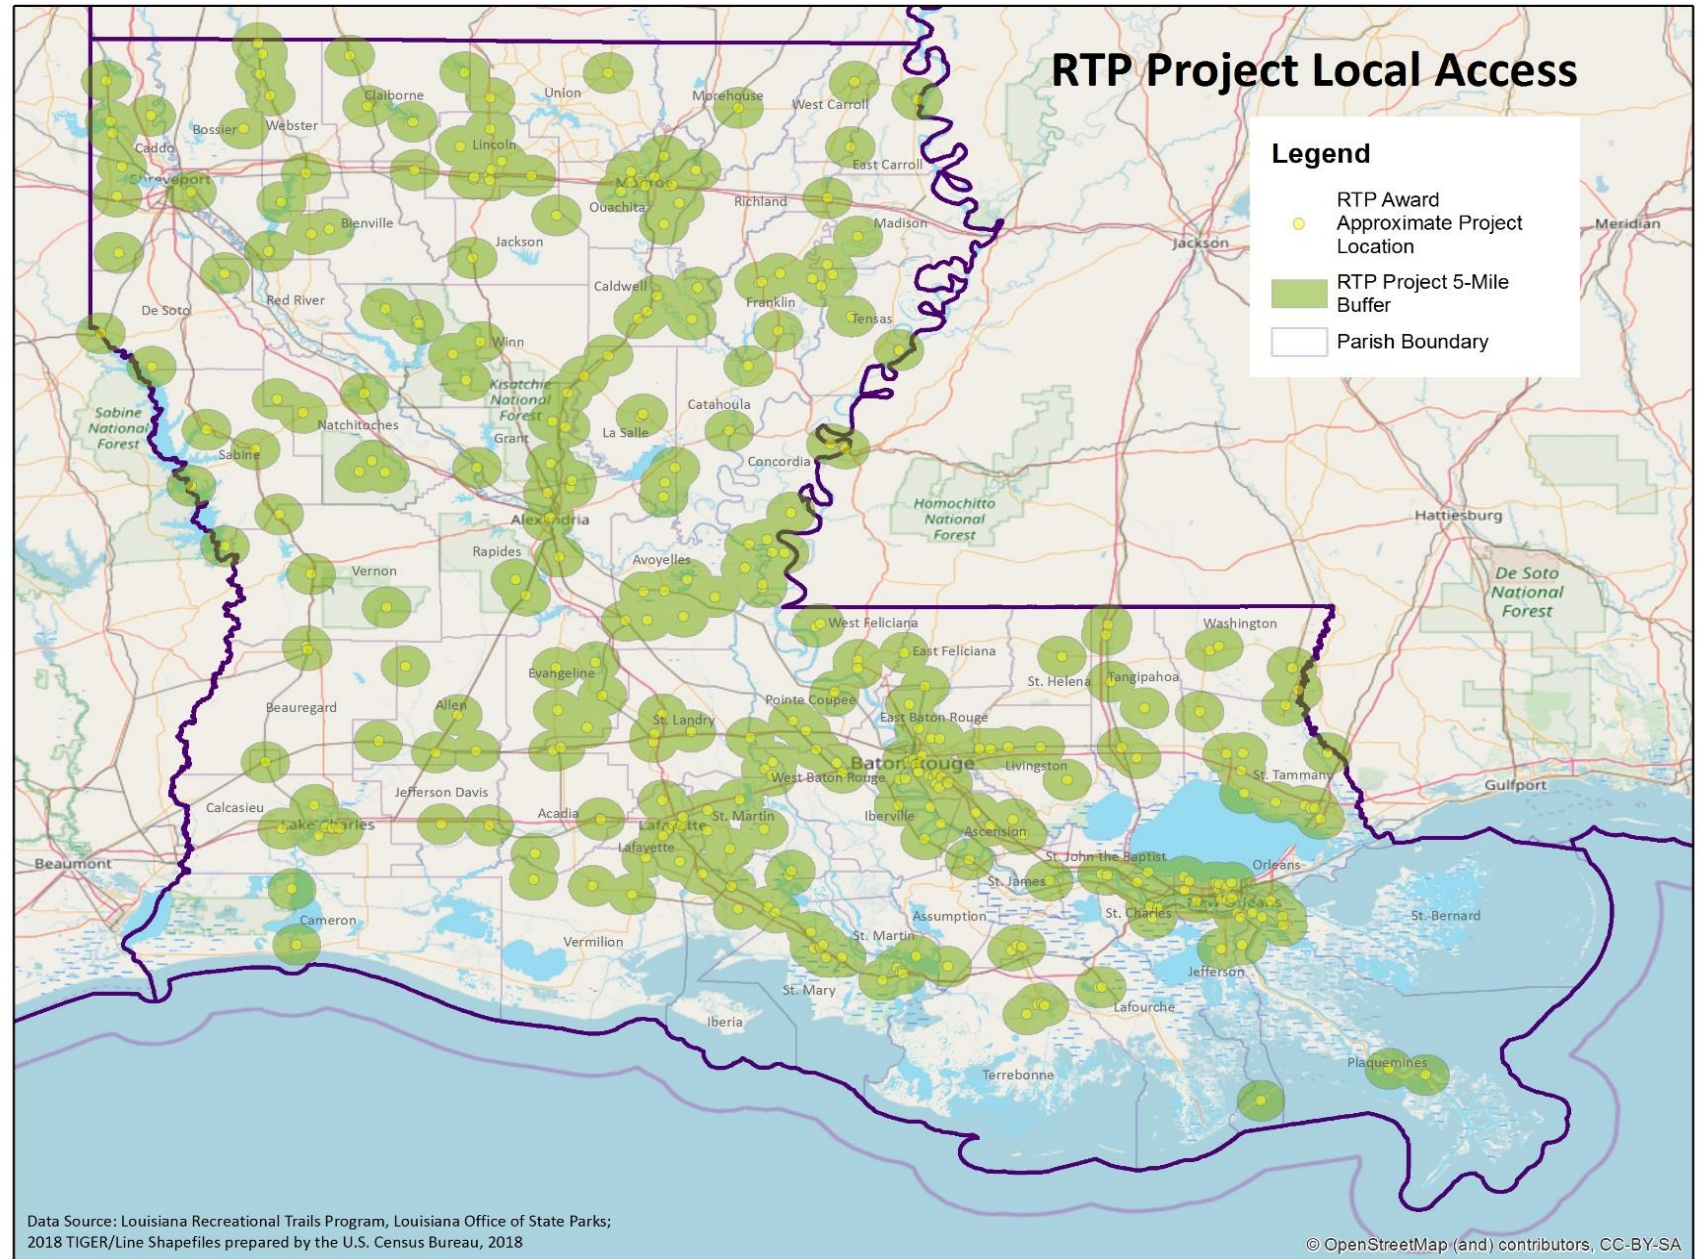 RTP Project Local Access
Legend
RTP Award
Approximate Project
Location
RTP Project 5-Mile
Buffer
Parish Boundary
Claiborne
Union
Morehouse
West Carroll
Bossier
Webster
Caddo
Lincoln
East Carroll
Shreveport
Monroe
Ouachita
Richland
Bienville
Madison
Jackson
Jackson
Meridian
Caldwell
Red River
De Soto
Franklin
Tensas
Winn
Kisatchie
National
Forest
Sabine
National
Forest
Natchitoches
Grant
La Salle
Catahoula
Sabine
Concordia
Homochitto
National
Forest
Hattiesburg
Alexandria
Rapides
Avoyelles
Vernon
De Soto
National
Forest
West Feliciana
Washington
East Feliciana
Evangeline
St. Helena
Tangipahoa
Pointe Coupee
Beauregard
Allen
St. Landry
East Baton Rouge
Baton Rouge
Livingston
West Baton Rouge
St. Tammany
Gulfport
Jefferson Davis
Calcasieu
Acadia
St. Martin
Iberville
Lake Charles
Lafayette
Ascension
Lafayette
Beaumont
St. John the Baptist
Orleans
St. James
New Orleans
Cameron
Assumption
St. Charles
St. Bernard
Vermilion
St. Martin
Jefferson
St. Mary
Lafourche
Iberia
Plaquemines
Terrebonne
Data Source: Louisiana Recreational Trails Program, Louisiana Office of State Parks;
2018 TIGER/Line Shapefiles prepared by the U.S. Census Bureau, 2018
© OpenStreetMap (and) contributors, CC-BY-SA